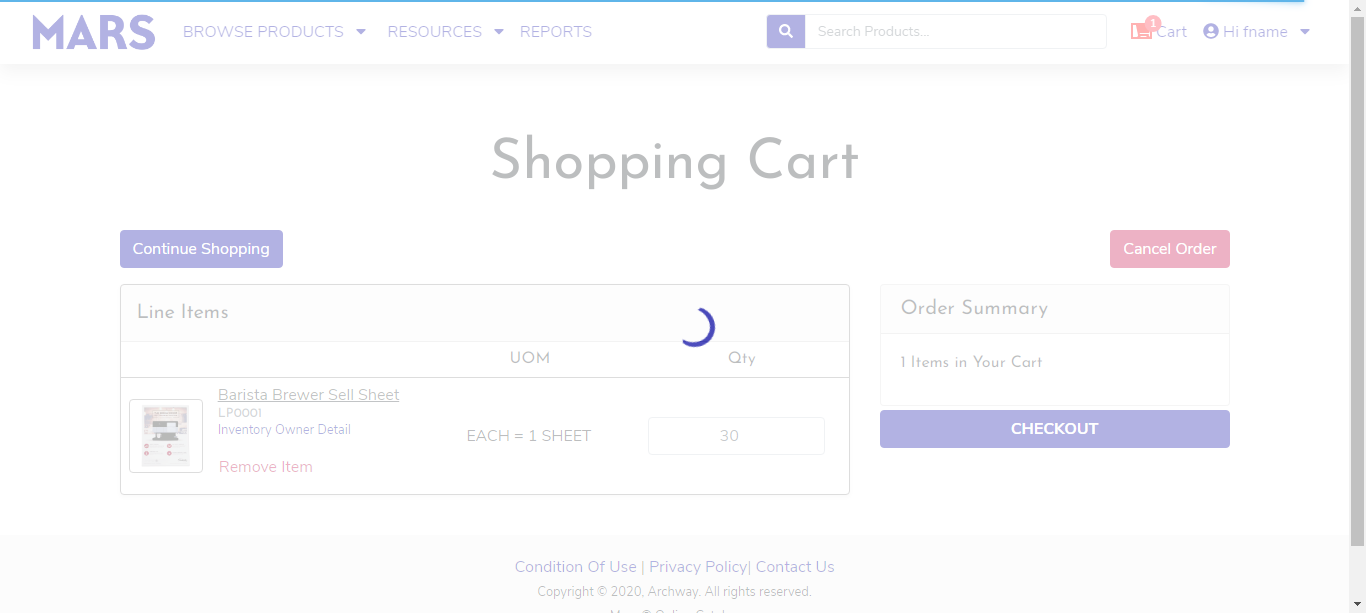 MARS BROWSE PRODUCTS RESOURCES REPORTS Search Products... 1 Cart Hi fname
Shopping Cart
Continue Shopping Cancel Order
Line Items
UOM Qty
Barista Brewer Sell Sheet
LP0001
Inventory Owner Detail
EACH = 1 SHEET 30
Remove Item
Order Summary
1 Items in Your Cart
CHECKOUT
Condition Of Use | Privacy Policy| Contact Us
Copyright © 2020, Archway. All rights reserved.